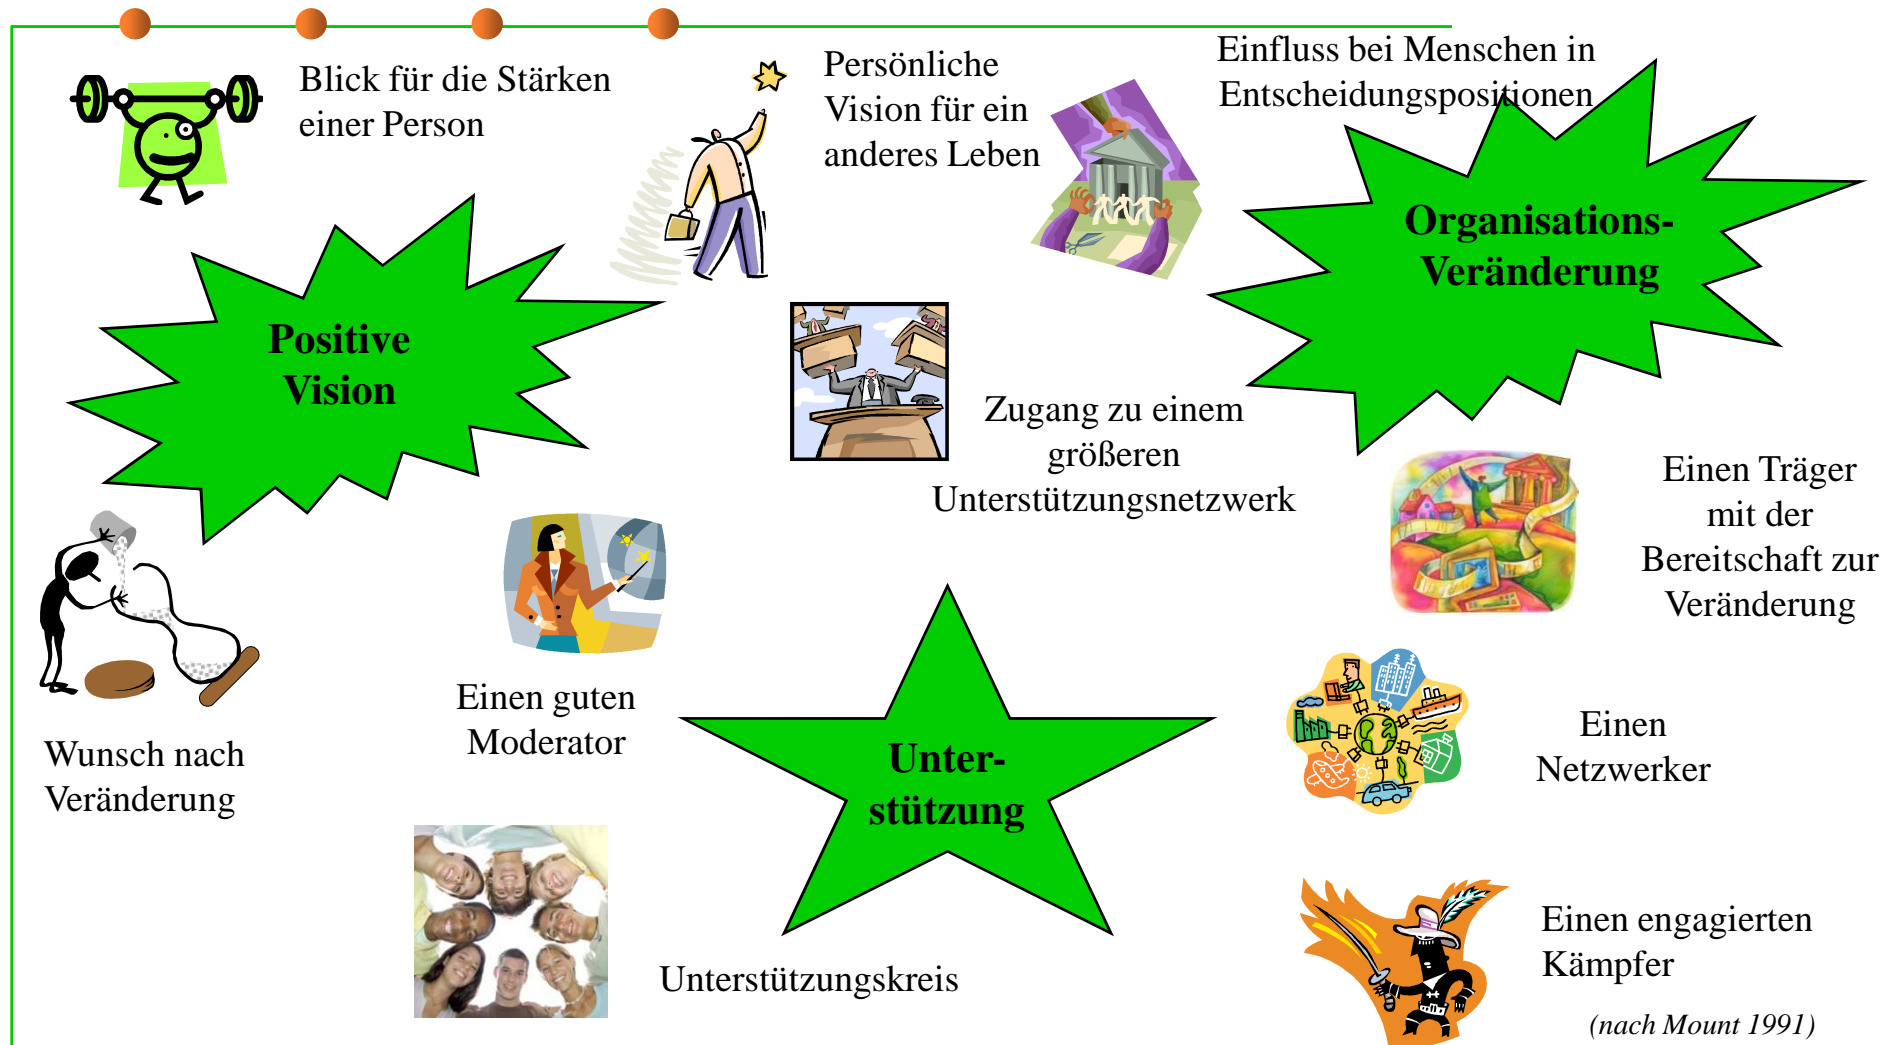 Blick für die Stärken
einer Person
Persönliche
Vision für ein
anderes Leben
Einfluss bei Menschen in
Entscheidungspositionen
Organisations-
Veränderung
Positive
Vision
Zugang zu einem
größeren
Unterstützungsnetzwerk
Einen Träger
mit der
Bereitschaft zur
Veränderung
Einen guten
Moderator
Wunsch nach
Veränderung
Unter-
stützung
Einen
Netzwerker
Unterstützungskreis
Einen engagierten
Kämpfer
(nach Mount 1991)